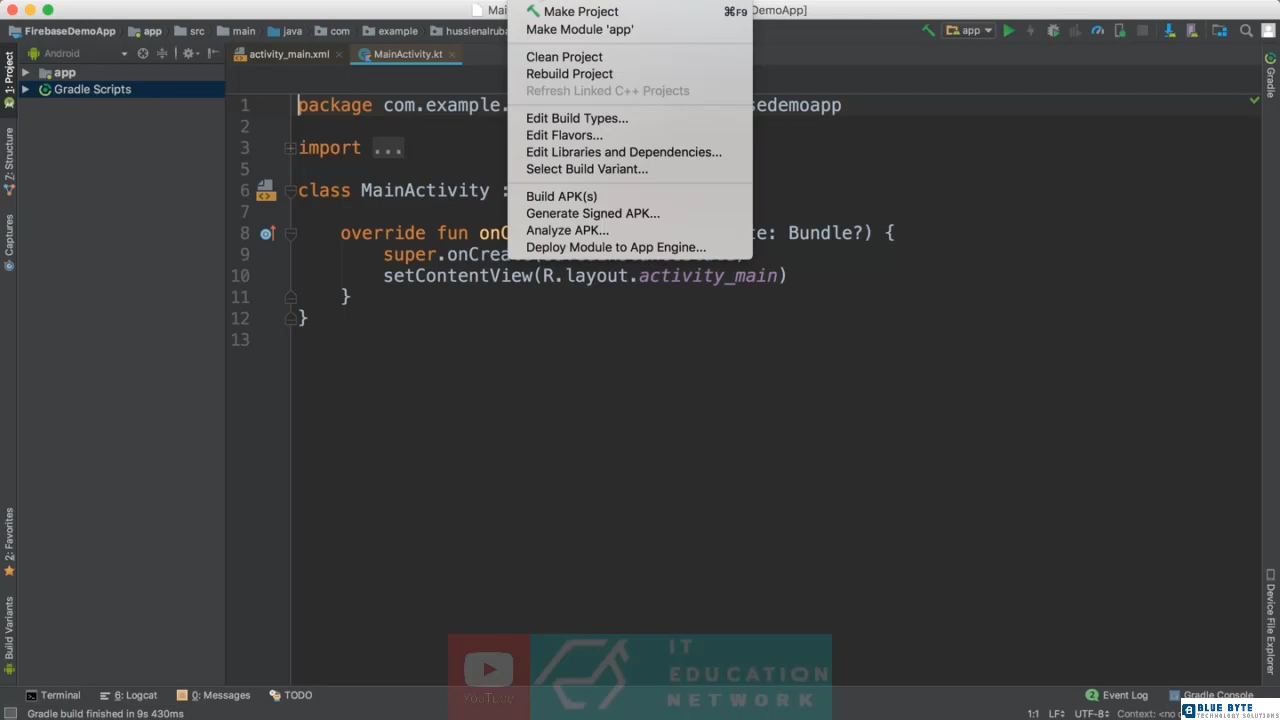 Mai
DemoApp]
FirebaseDemoApp
app
src
main
java
com
example
hussienalruba
app
Android
activity_main.xml
MainActivity.kt
app
Gradle Scripts
1: Project
Z: Structure
Captures
2: Favorites
Build Variants
Gradle
Device File Explorer
Make Project ⌘F9
Make Module 'app'
Clean Project
Rebuild Project
Refresh Linked C++ Projects
Edit Build Types...
Edit Flavors...
Edit Libraries and Dependencies...
Select Build Variant...
Build APK(s)
Generate Signed APK...
Analyze APK...
Deploy Module to App Engine...
1 package com.example. sedemoapp
2
3 import ...
5
6 class MainActivity :
7
8 override fun onC te: Bundle?) {
9 super.onCrea
10 setContentView(R.layout.activity_main)
11 }
12 }
13
YouTube
IT
EDUCATION
NETWORK
Terminal
6: Logcat
0: Messages
TODO
Event Log
Gradle Console
Gradle build finished in 9s 430ms
1:1
LF
UTF-8
Context: <no
BLUE BYTE
TECHNOLOGY SOLUTIONS